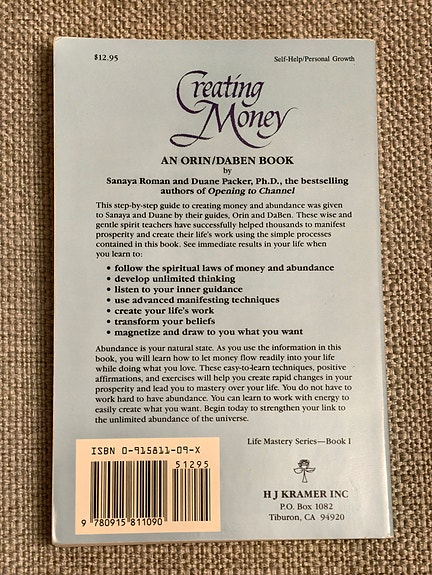 $12.95
Self-Help/Personal Growth
Creating
Money
AN ORIN/DABEN BOOK
by
Sanaya Roman and Duane Packer, Ph.D., the bestselling
authors of Opening to Channel
This step-by-step guide to creating money and abundance was given
to Sanaya and Duane by their guides, Orin and DaBen. These wise and
gentle spirit teachers have successfully helped thousands to manifest
prosperity and create their life's work using the simple processes
contained in this book. See immediate results in your life when
you learn to:
• follow the spiritual laws of money and abundance
• develop unlimited thinking
• listen to your inner guidance
• use advanced manifesting techniques
• create your life's work
• transform your beliefs
• magnetize and draw to you what you want
Abundance is your natural state. As you use the information in this
book, you will learn how to let money flow readily into your life
while doing what you love. These easy-to-learn techniques, positive
affirmations, and exercises will help you create rapid changes in your
prosperity and lead you to mastery over your life. You do not have to
work hard to have abundance. You can learn to work with energy to
easily create what you want. Begin today to strengthen your link to
the unlimited abundance of the universe.
Life Mastery Series—Book I
ISBN 0-915811-09-X
51295
9 780915 811090
H J KRAMER INC
P.O. Box 1082
Tiburon, CA 94920